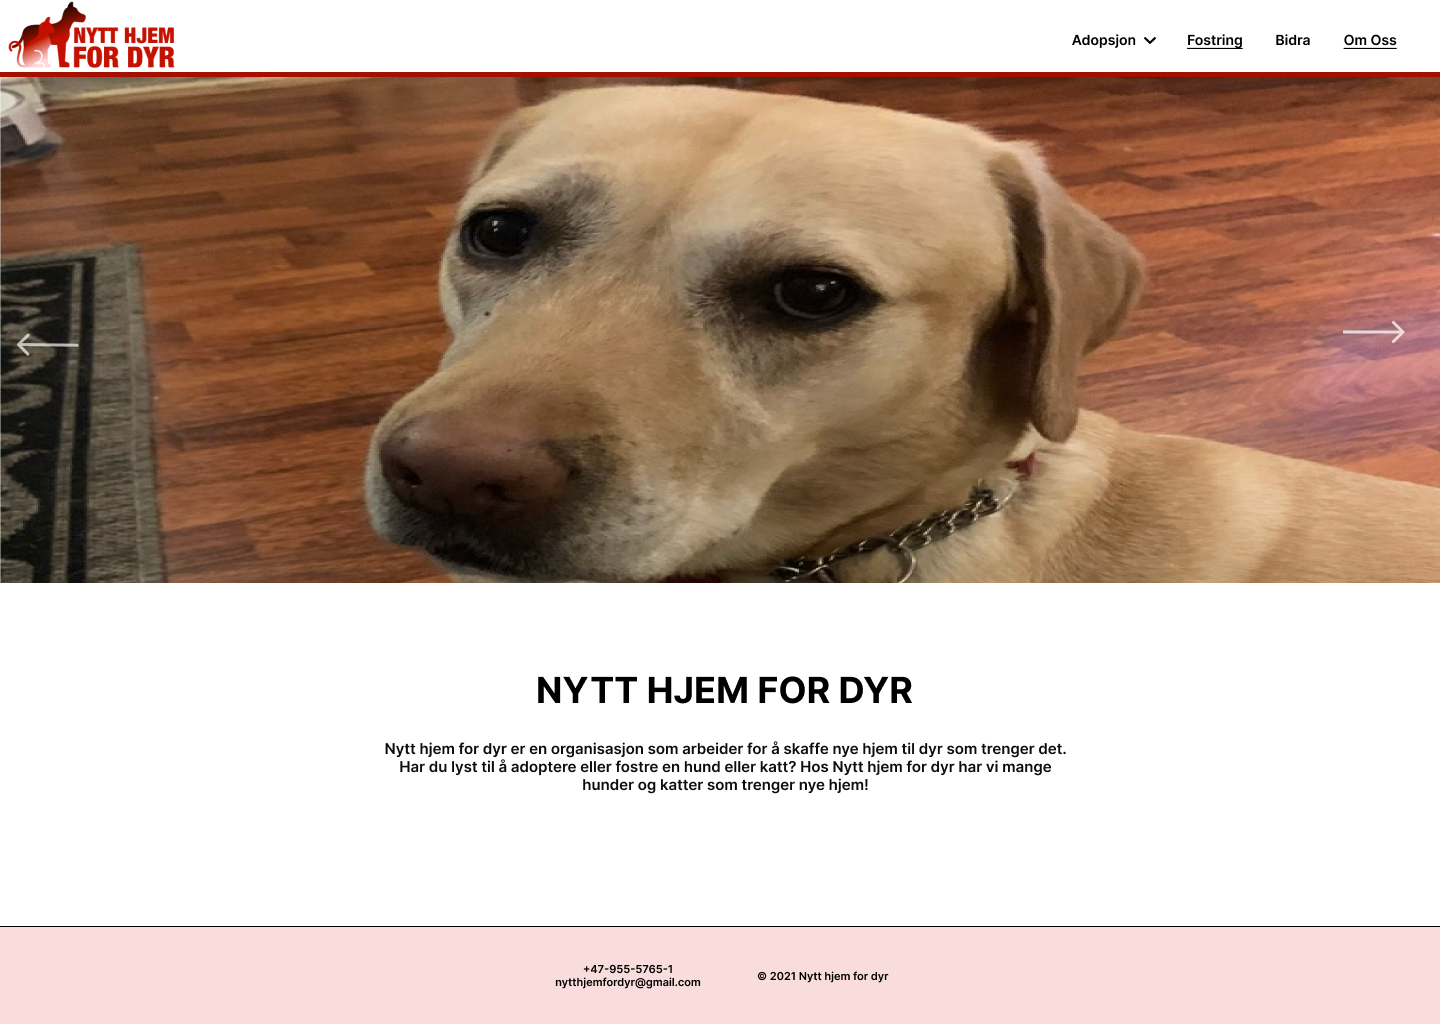 NYTT HJEM
FOR DYR
Adopsjon
Fostring
Bidra
Om Oss
NYTT HJEM FOR DYR
Nytt hjem for dyr er en organisasjon som arbeider for å skaffe nye hjem til dyr som trenger det.
Har du lyst til å adoptere eller fostre en hund eller katt? Hos Nytt hjem for dyr har vi mange
hunder og katter som trenger nye hjem!
+47-955-5765-1
nytthjemfordyr@gmail.com
© 2021 Nytt hjem for dyr